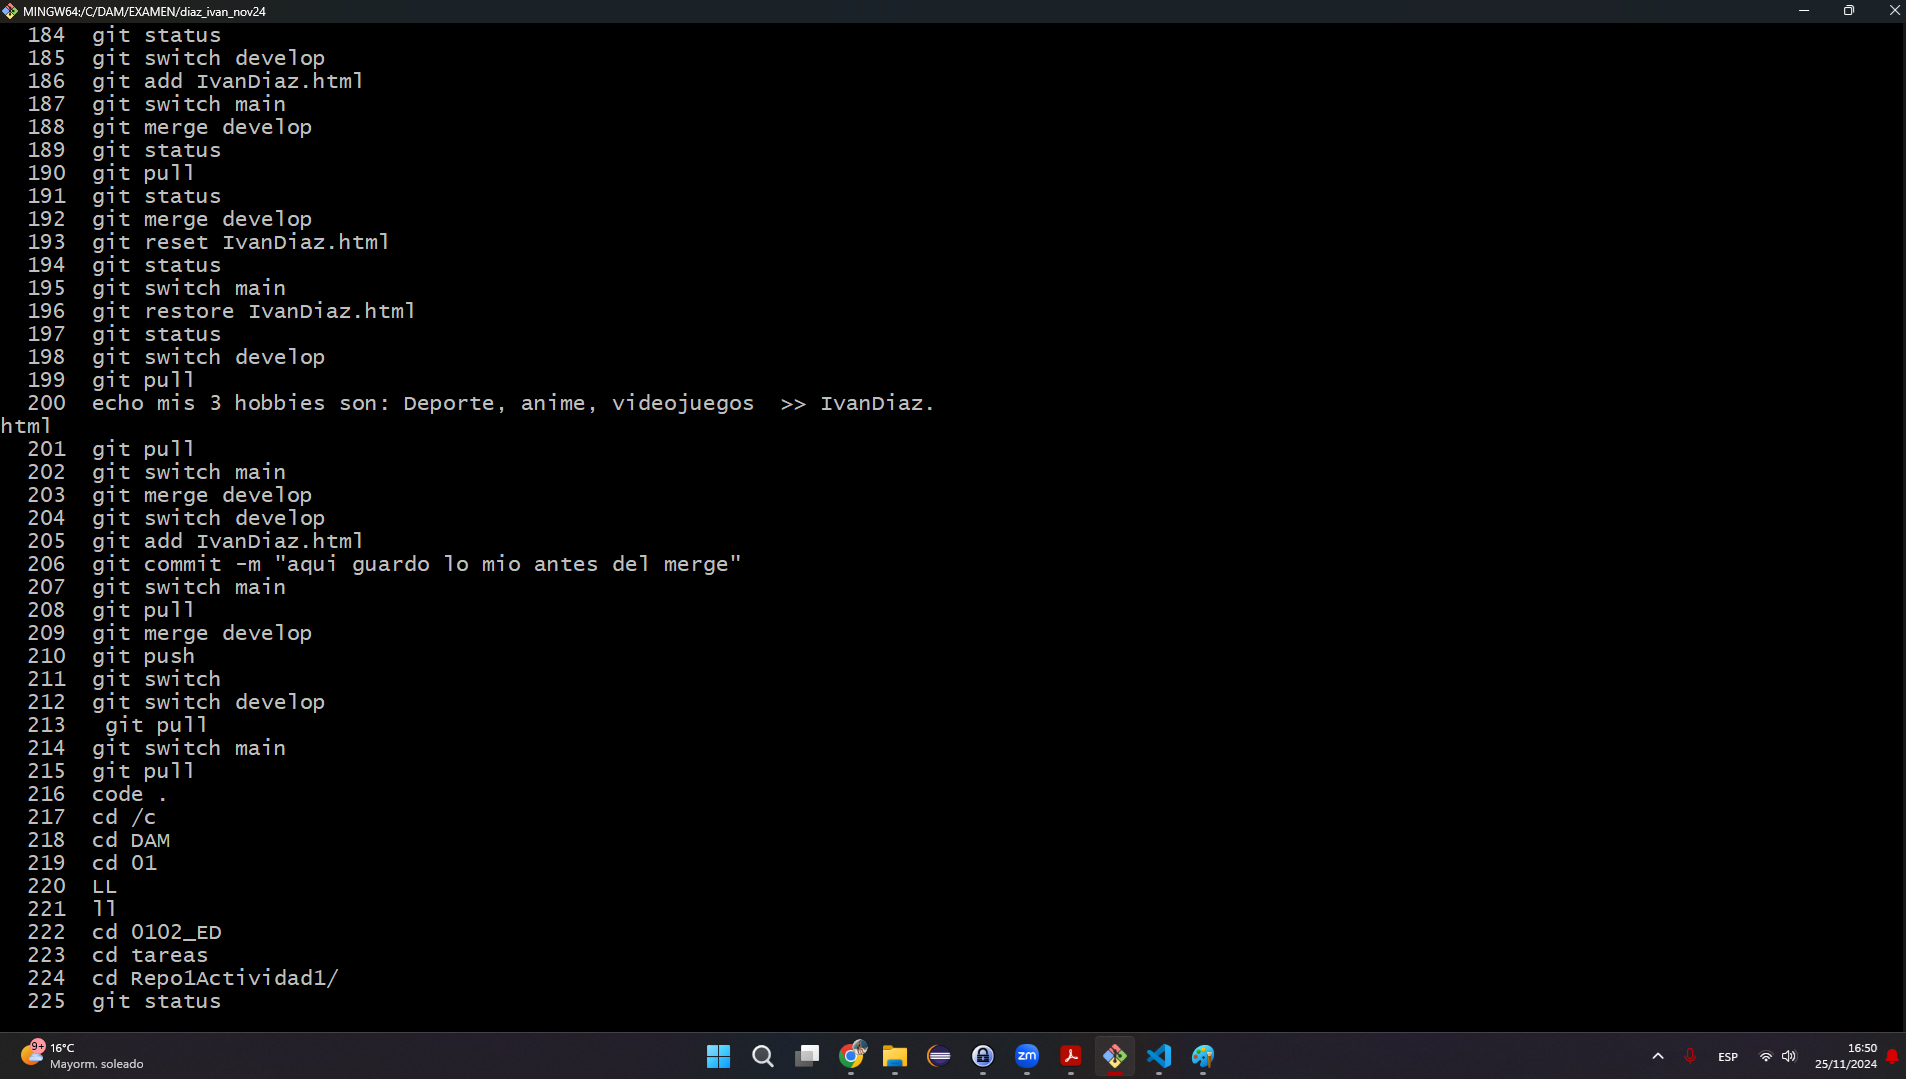 MINGW64:/C/DAM/EXAMEN/diaz_ivan_nov24
184 git status
185 git switch develop
186 git add IvanDiaz.html
187 git switch main
188 git merge develop
189 git status
190 git pull
191 git status
192 git merge develop
193 git reset IvanDiaz.html
194 git status
195 git switch main
196 git restore IvanDiaz.html
197 git status
198 git switch develop
199 git pull
200 echo mis 3 hobbies son: Deporte, anime, videojuegos  >> IvanDiaz.
html
201 git pull
202 git switch main
203 git merge develop
204 git switch develop
205 git add IvanDiaz.html
206 git commit -m "aqui guardo lo mio antes del merge"
207 git switch main
208 git pull
209 git merge develop
210 git push
211 git switch
212 git switch develop
213  git pull
214 git switch main
215 git pull
216 code .
217 cd /c
218 cd DAM
219 cd 01
220 LL
221 ll
222 cd 0102_ED
223 cd tareas
224 cd Repo1Actividad1/
225 git status
9+ 16°C
Mayorm. soleado
zm
ESP
16:50
25/11/2024